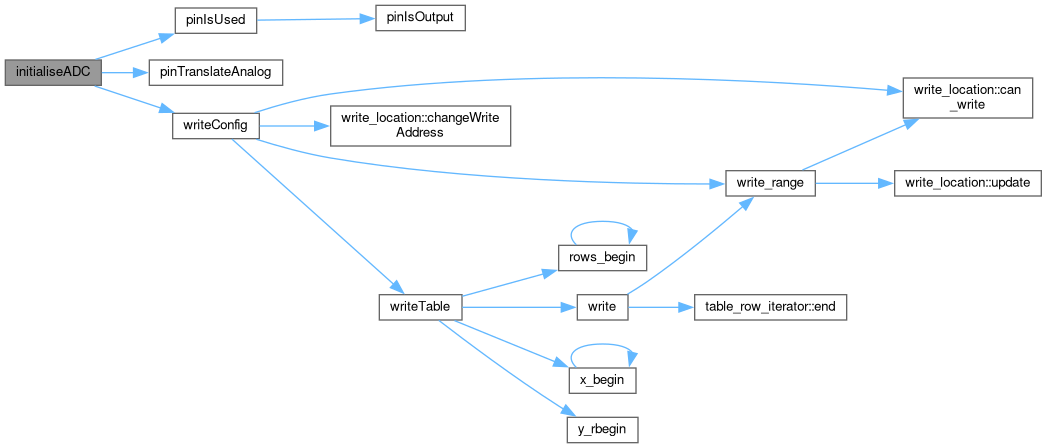 pinIsUsed
pinIsOutput
initialiseADC
pinTranslateAnalog
writeConfig
write_location::changeWrite
Address
write_location::can
_write
write_range
write_location::update
rows_begin
writeTable
write
table_row_iterator::end
x_begin
y_rbegin